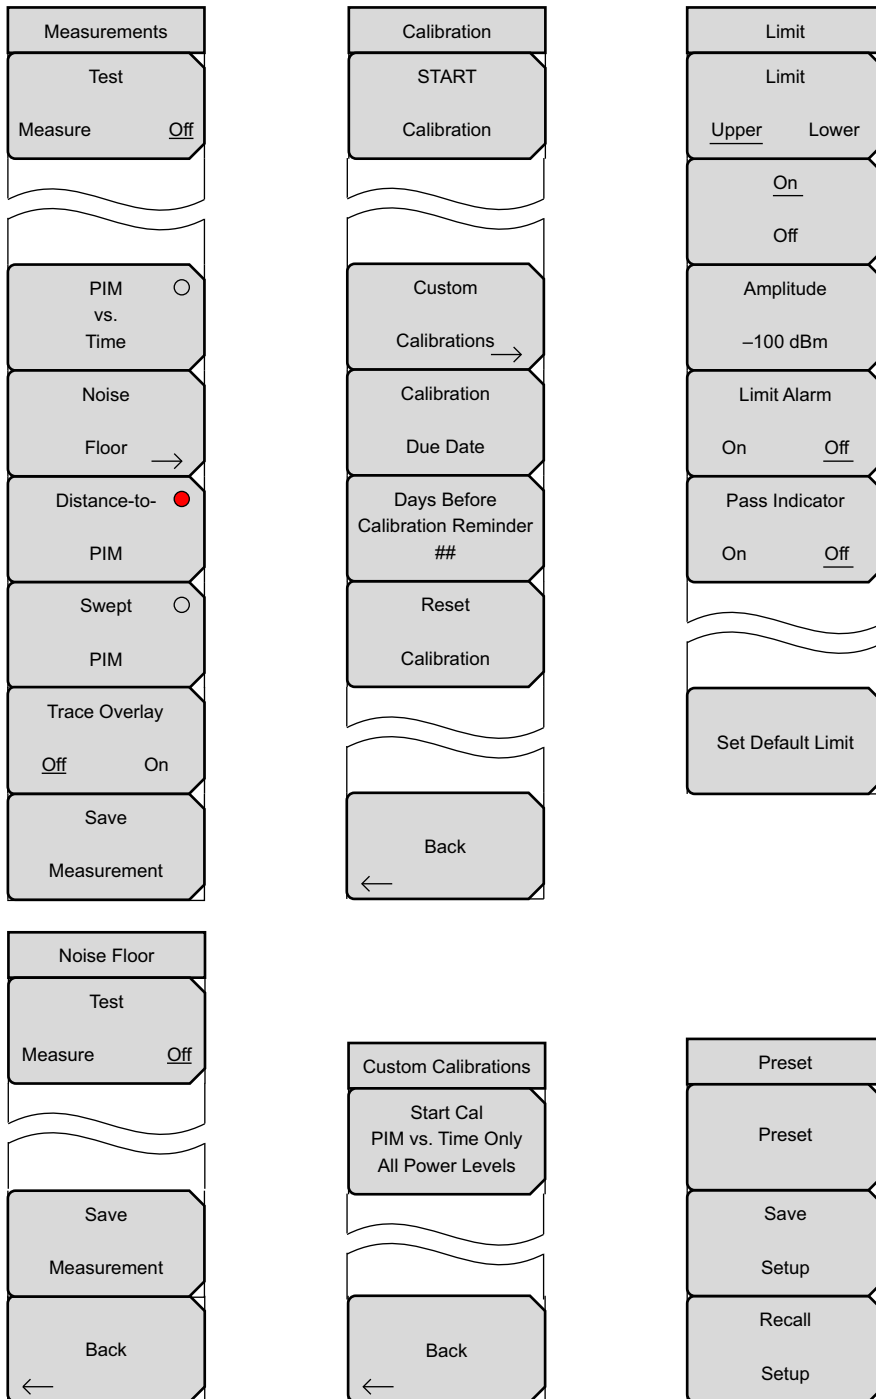 Measurements
Test
Measure Off
PIM
vs.
Time
Noise
Floor
Distance-to-
PIM
Swept
PIM
Trace Overlay
Off On
Save
Measurement
Calibration
START
Calibration
Custom
Calibrations
Calibration
Due Date
Days Before
Calibration Reminder
##
Reset
Calibration
Back
Limit
Limit
Upper Lower
On
Off
Amplitude
–100 dBm
Limit Alarm
On Off
Pass Indicator
On Off
Set Default Limit
Noise Floor
Test
Measure Off
Save
Measurement
Back
Custom Calibrations
Start Cal
PIM vs. Time Only
All Power Levels
Back
Preset
Preset
Save
Setup
Recall
Setup